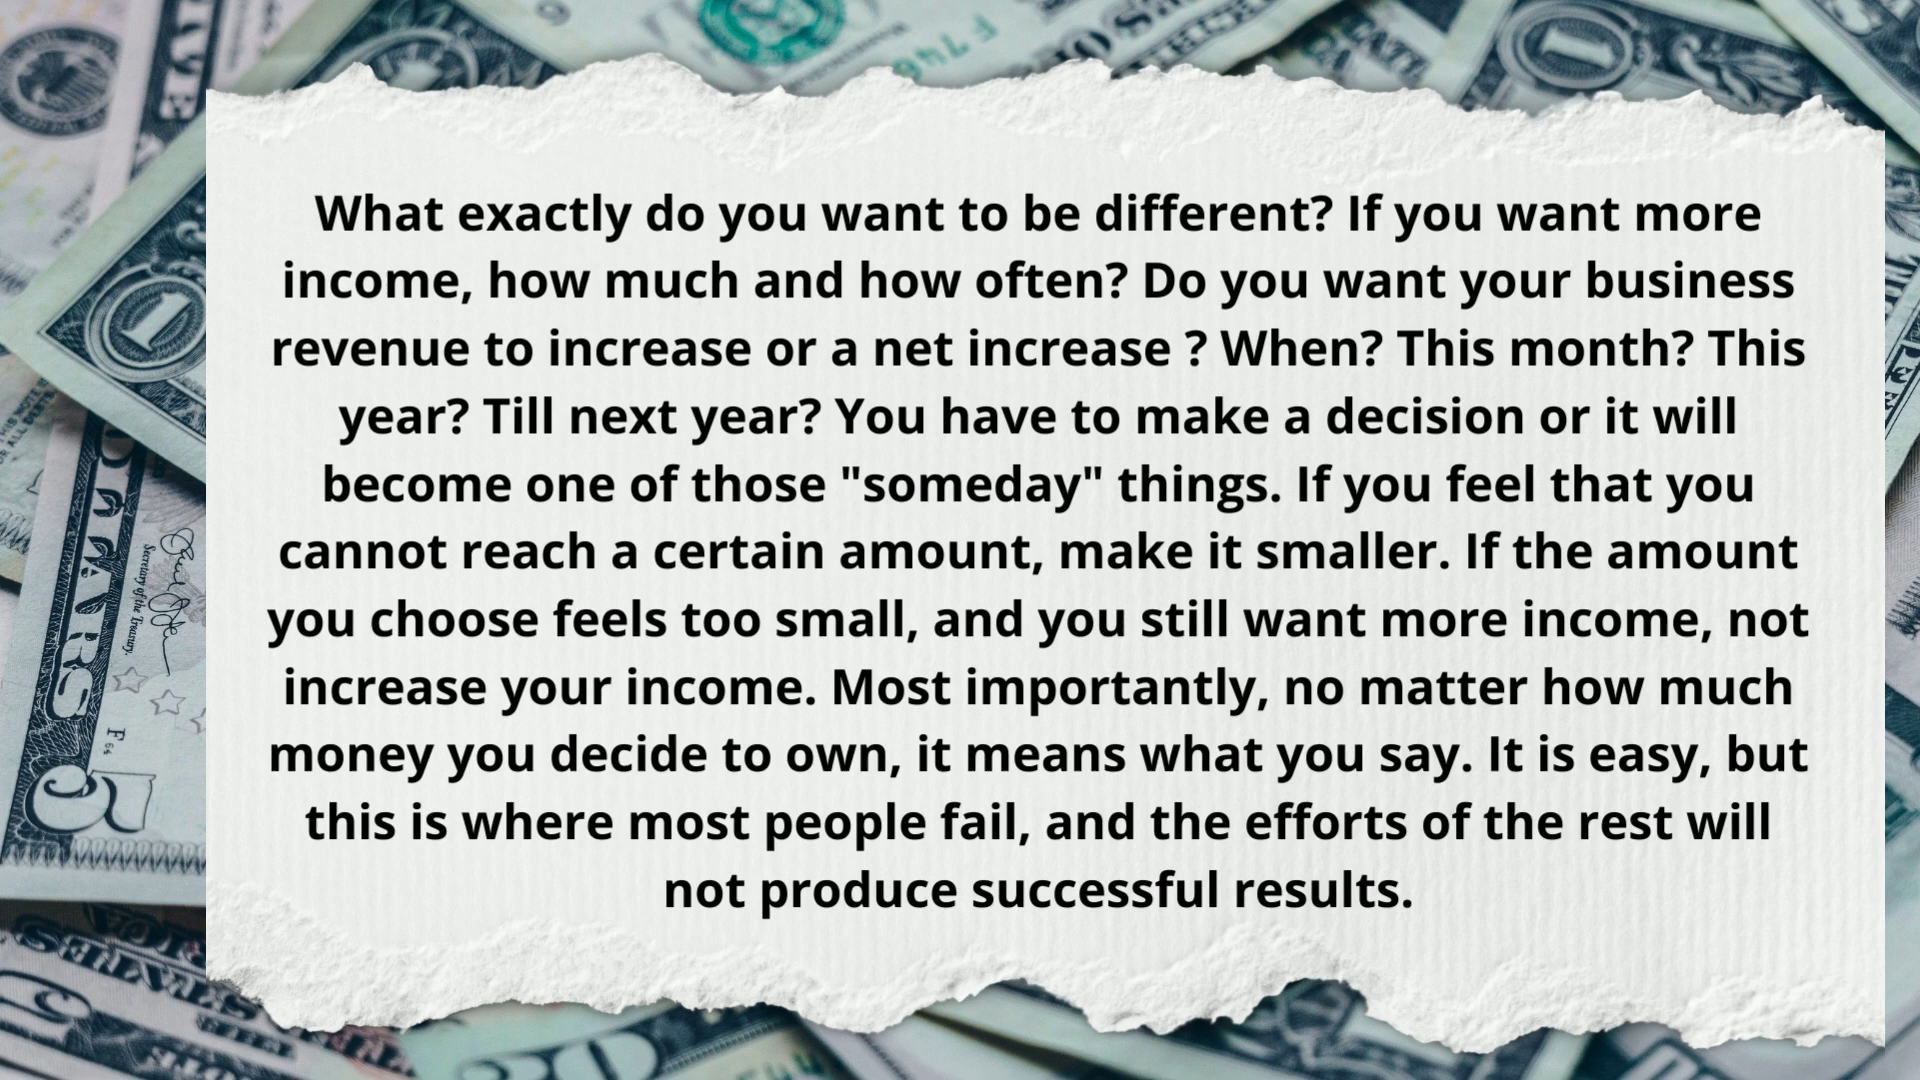 What exactly do you want to be different? If you want more
income, how much and how often? Do you want your business
revenue to increase or a net increase ? When? This month? This
year? Till next year? You have to make a decision or it will
become one of those "someday" things. If you feel that you
cannot reach a certain amount, make it smaller. If the amount
you choose feels too small, and you still want more income, not
increase your income. Most importantly, no matter how much
money you decide to own, it means what you say. It is easy, but
this is where most people fail, and the efforts of the rest will
not produce successful results.
Secretary of the Treasury.